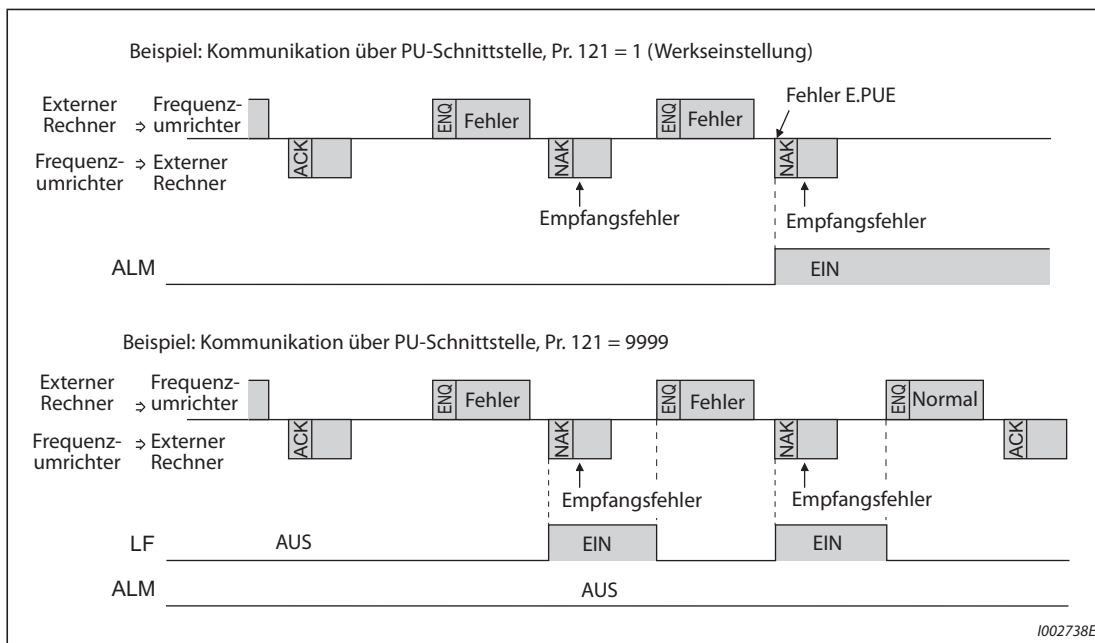 Beispiel: Kommunikation über PU-Schnittstelle, Pr. 121 = 1 (Werkseinstellung)
Fehler E.PUE
Externer Rechner ⇨ Frequenz-umrichter
ENQ Fehler
ENQ Fehler
Frequenz-umrichter ⇨ Externer Rechner
ACK
NAK
NAK
Empfangsfehler
Empfangsfehler
ALM
EIN
Beispiel: Kommunikation über PU-Schnittstelle, Pr. 121 = 9999
Externer Rechner ⇨ Frequenz-umrichter
ENQ Fehler
ENQ Fehler
ENQ Normal
Frequenz-umrichter ⇨ Externer Rechner
ACK
NAK
NAK
ACK
Empfangsfehler
Empfangsfehler
LF
AUS
EIN
EIN
ALM
AUS
I002738E